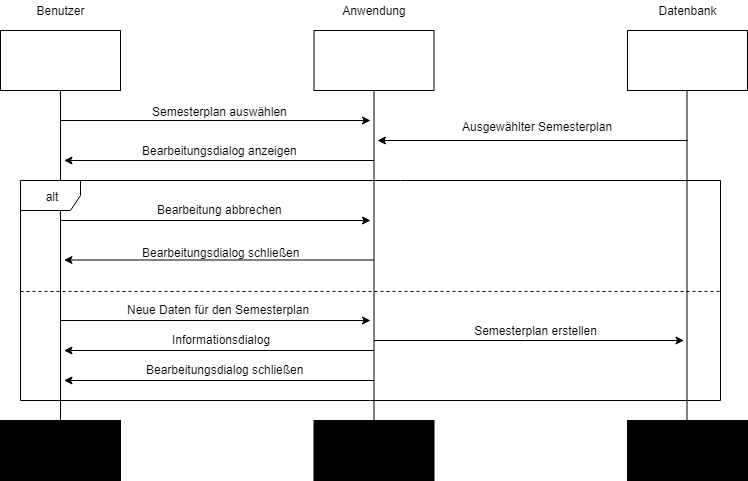 Benutzer
Anwendung
Datenbank
Semesterplan auswählen
Ausgewählter Semesterplan
Bearbeitungsdialog anzeigen
alt
Bearbeitung abbrechen
Bearbeitungsdialog schließen
Neue Daten für den Semesterplan
Semesterplan erstellen
Informationsdialog
Bearbeitungsdialog schließen